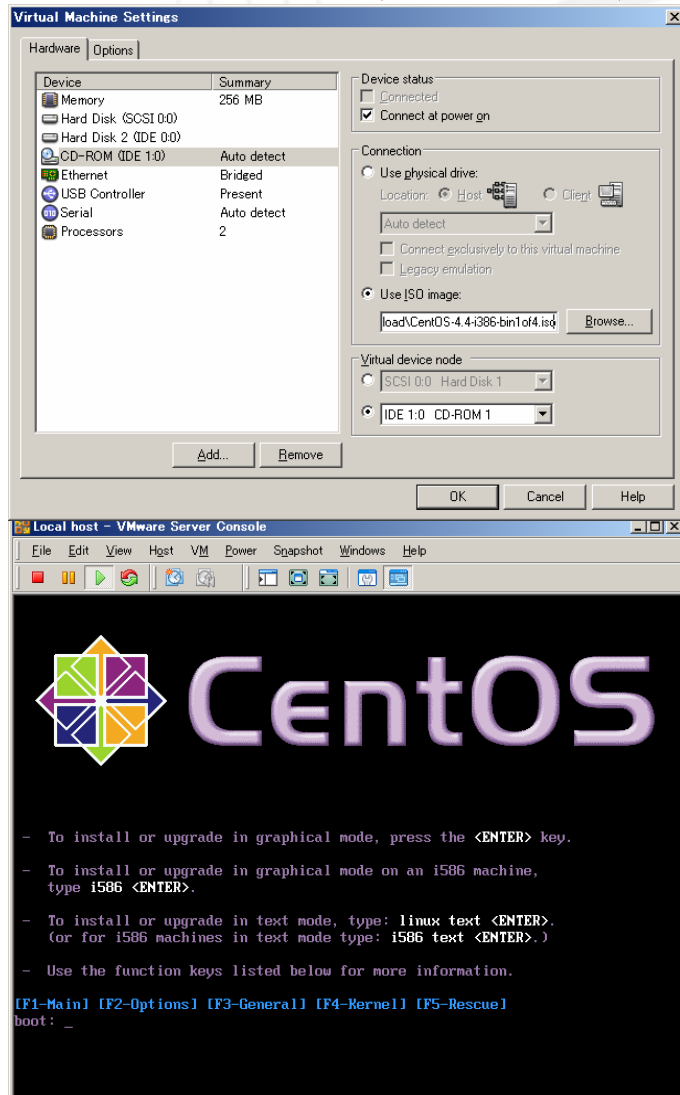 Virtual Machine Settings
Hardware Options
Device Summary
Memory 256 MB
Hard Disk (SCSI 0:0)
Hard Disk 2 (IDE 0:0)
CD-ROM (IDE 1:0) Auto detect
Ethernet Bridged
USB Controller Present
Serial Auto detect
Processors 2
Add... Remove
Device status
Connected
Connect at power on
Connection
Use physical drive:
Location: Host Client
Auto detect
Connect exclusively to this virtual machine
Legacy emulation
Use ISO image:
load\CentOS-4.4-i386-bin1of4.iso Browse...
Virtual device node
SCSI 0:0 Hard Disk 1
IDE 1:0 CD-ROM 1
OK Cancel Help
Local host - VMware Server Console
File Edit View Host VM Power Snapshot Windows Help
CentOS
- To install or upgrade in graphical mode, press the <ENTER> key.
- To install or upgrade in graphical mode on an i586 machine,
type i586 <ENTER>.
- To install or upgrade in text mode, type: linux text <ENTER>.
(or for i586 machines in text mode type: i586 text <ENTER>.)
- Use the function keys listed below for more information.
[F1-Main] [F2-Options] [F3-General] [F4-Kernel] [F5-Rescue]
boot: _